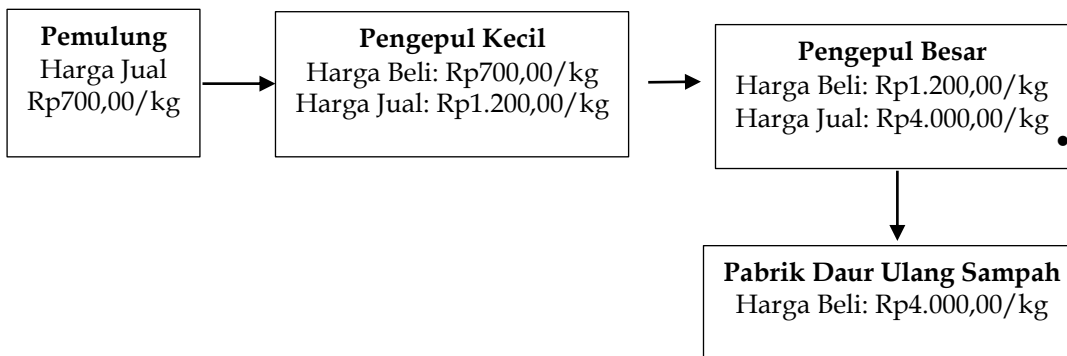 Pemulung
Harga Jual
Rp700,00/kg
Pengepul Kecil
Harga Beli: Rp700,00/kg
Harga Jual: Rp1.200,00/kg
Pengepul Besar
Harga Beli: Rp1.200,00/kg
Harga Jual: Rp4.000,00/kg
Pabrik Daur Ulang Sampah
Harga Beli: Rp4.000,00/kg